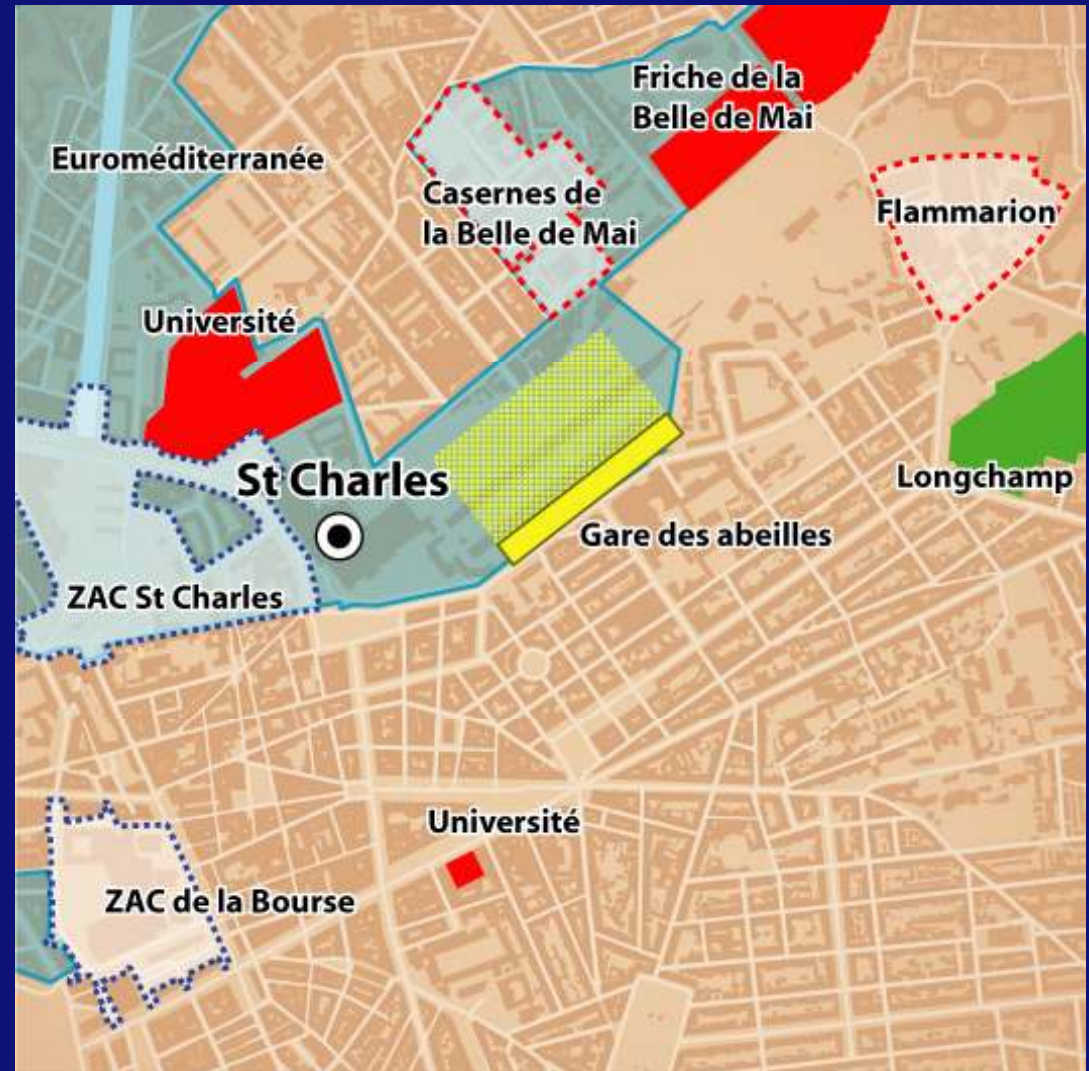 Friche de la
Belle de Mai
Euroméditerranée
Casernes de
la Belle de Mai
Flammarion
Université
St Charles
Longchamp
Gare des abeilles
ZAC St Charles
Université
ZAC de la Bourse